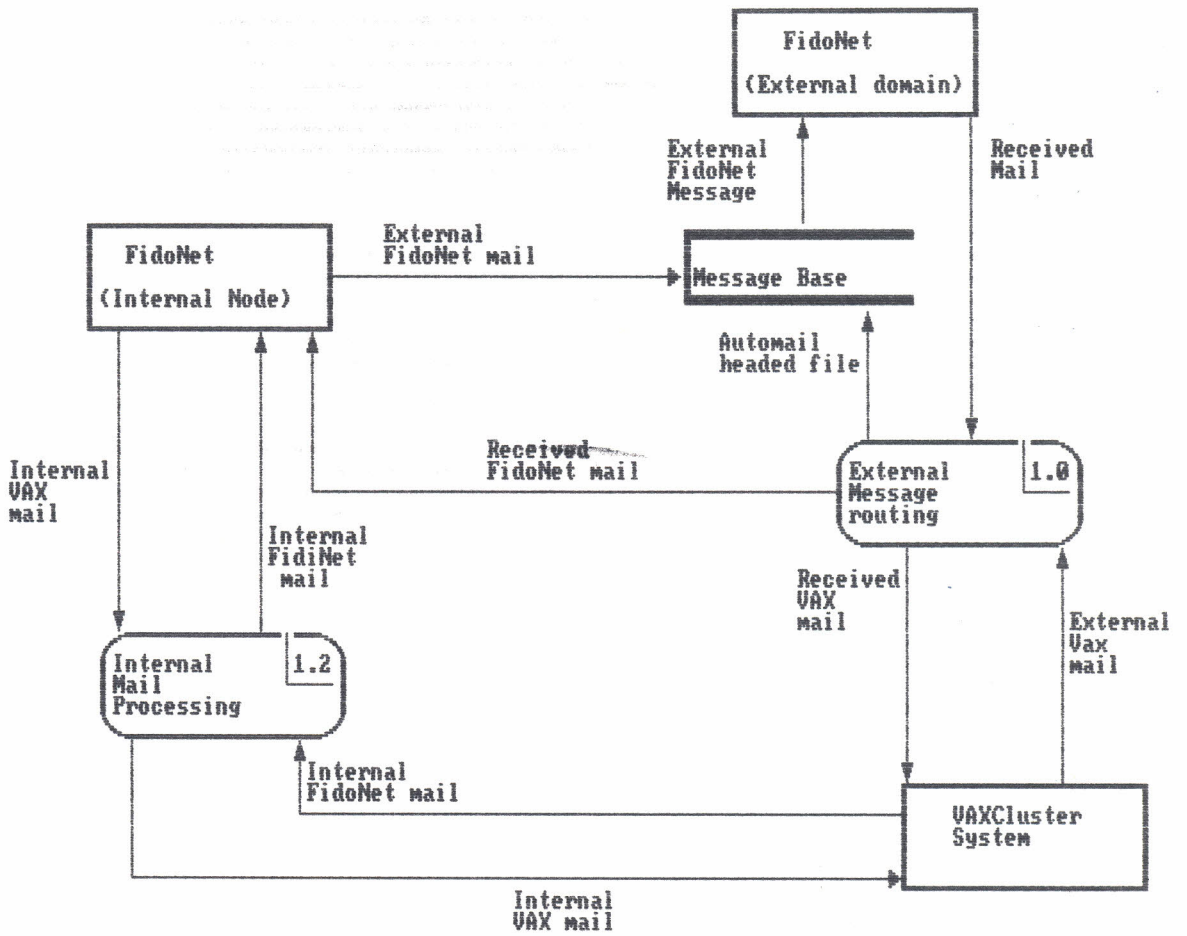 FidoNet
(External domain)
External
FidoNet
Message
Received
Mail
FidoNet
(Internal Node)
External
FidoNet mail
Message Base
Automail
headed file
Received
FidoNet mail
External
Message
routing
1.0
Internal
VAX
mail
Internal
FidiNet
mail
Received
VAX
mail
External
Vax
mail
Internal
Mail
Processing
1.2
Internal
FidoNet mail
VAXCluster
System
Internal
VAX mail